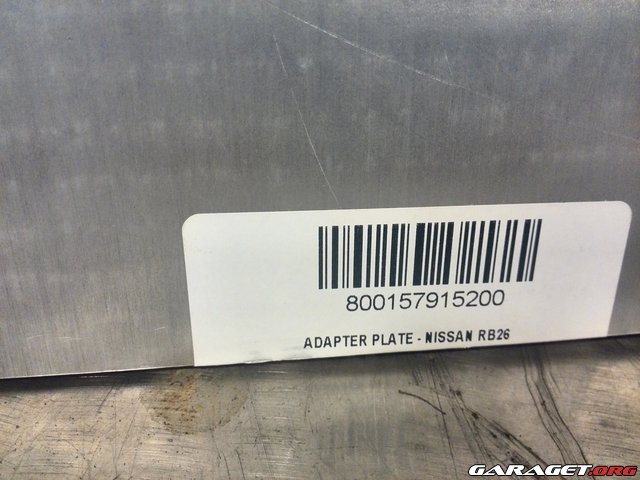 800157915200
ADAPTER PLATE - NISSAN RB26
GARAGET.ORG